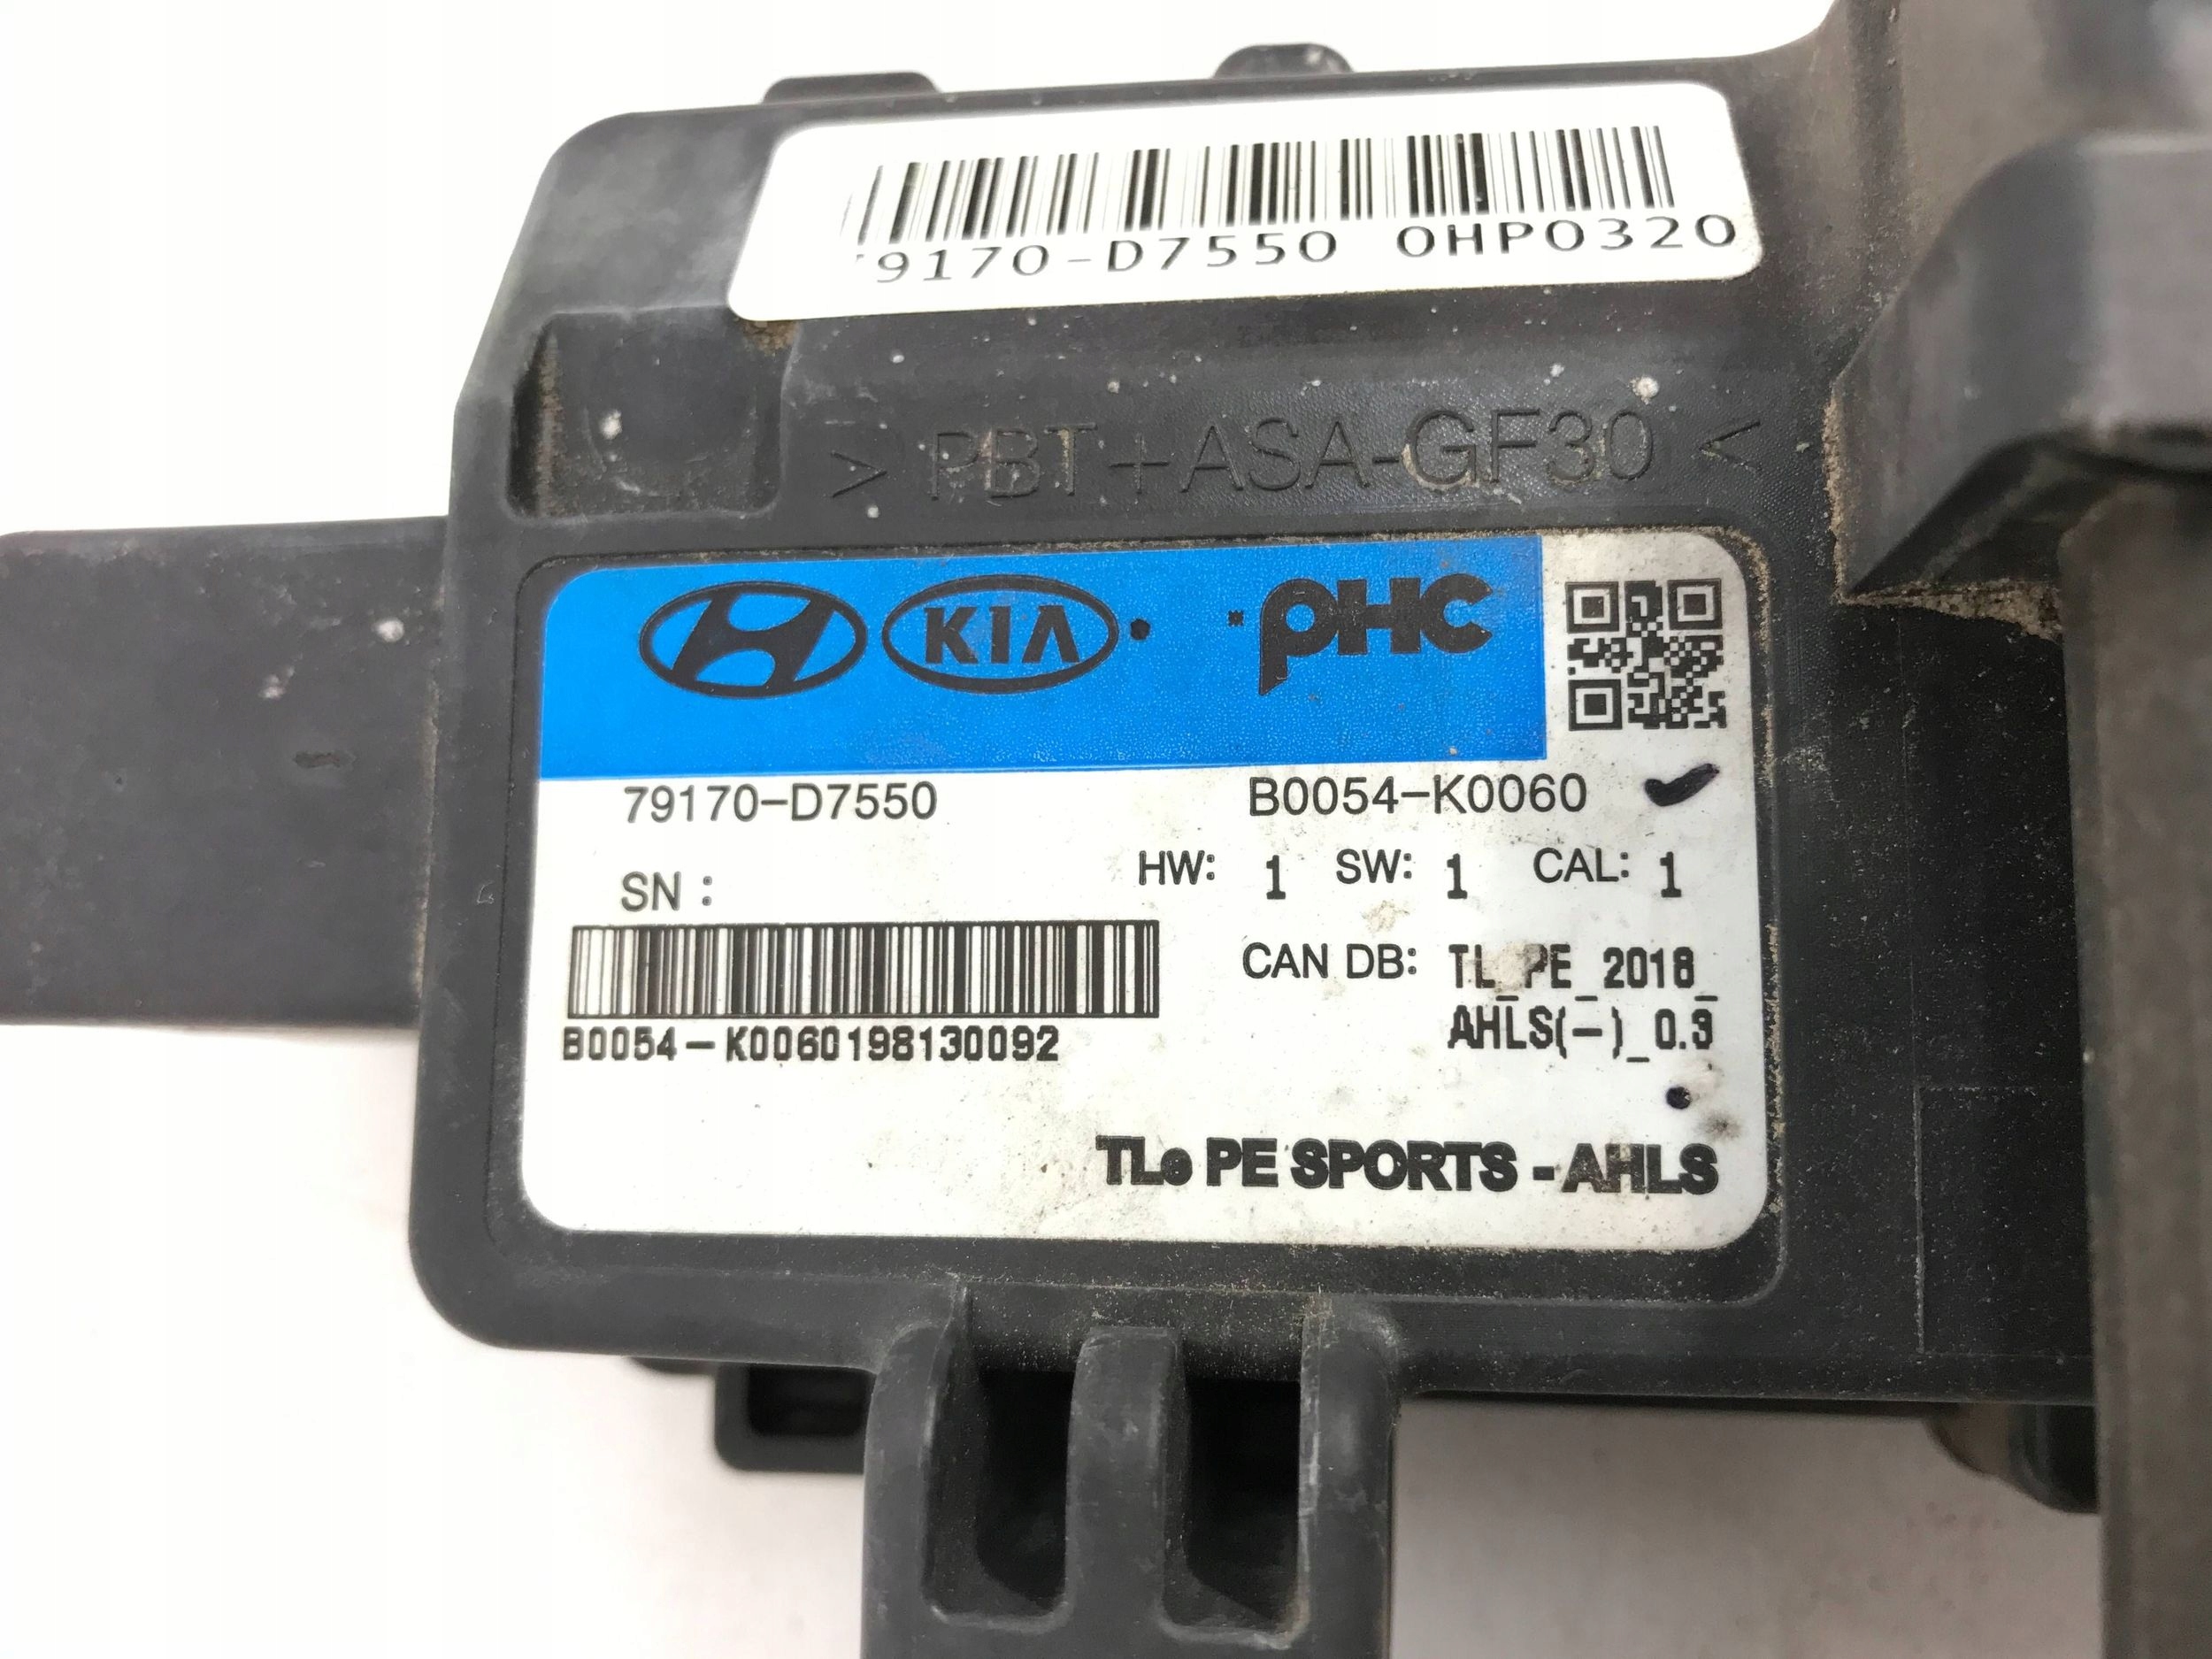 79170-D7550 0HP0320
> PBT+ASA-GF30 <
KIA PHC
79170-D7550 B0054-K0060
HW: 1 SW: 1 CAL: 1
SN :
CAN DB: TL_PE_2018_
AHLS(-)_0.3
B0054-K0060198130092
TLe PE SPORTS - AHLS